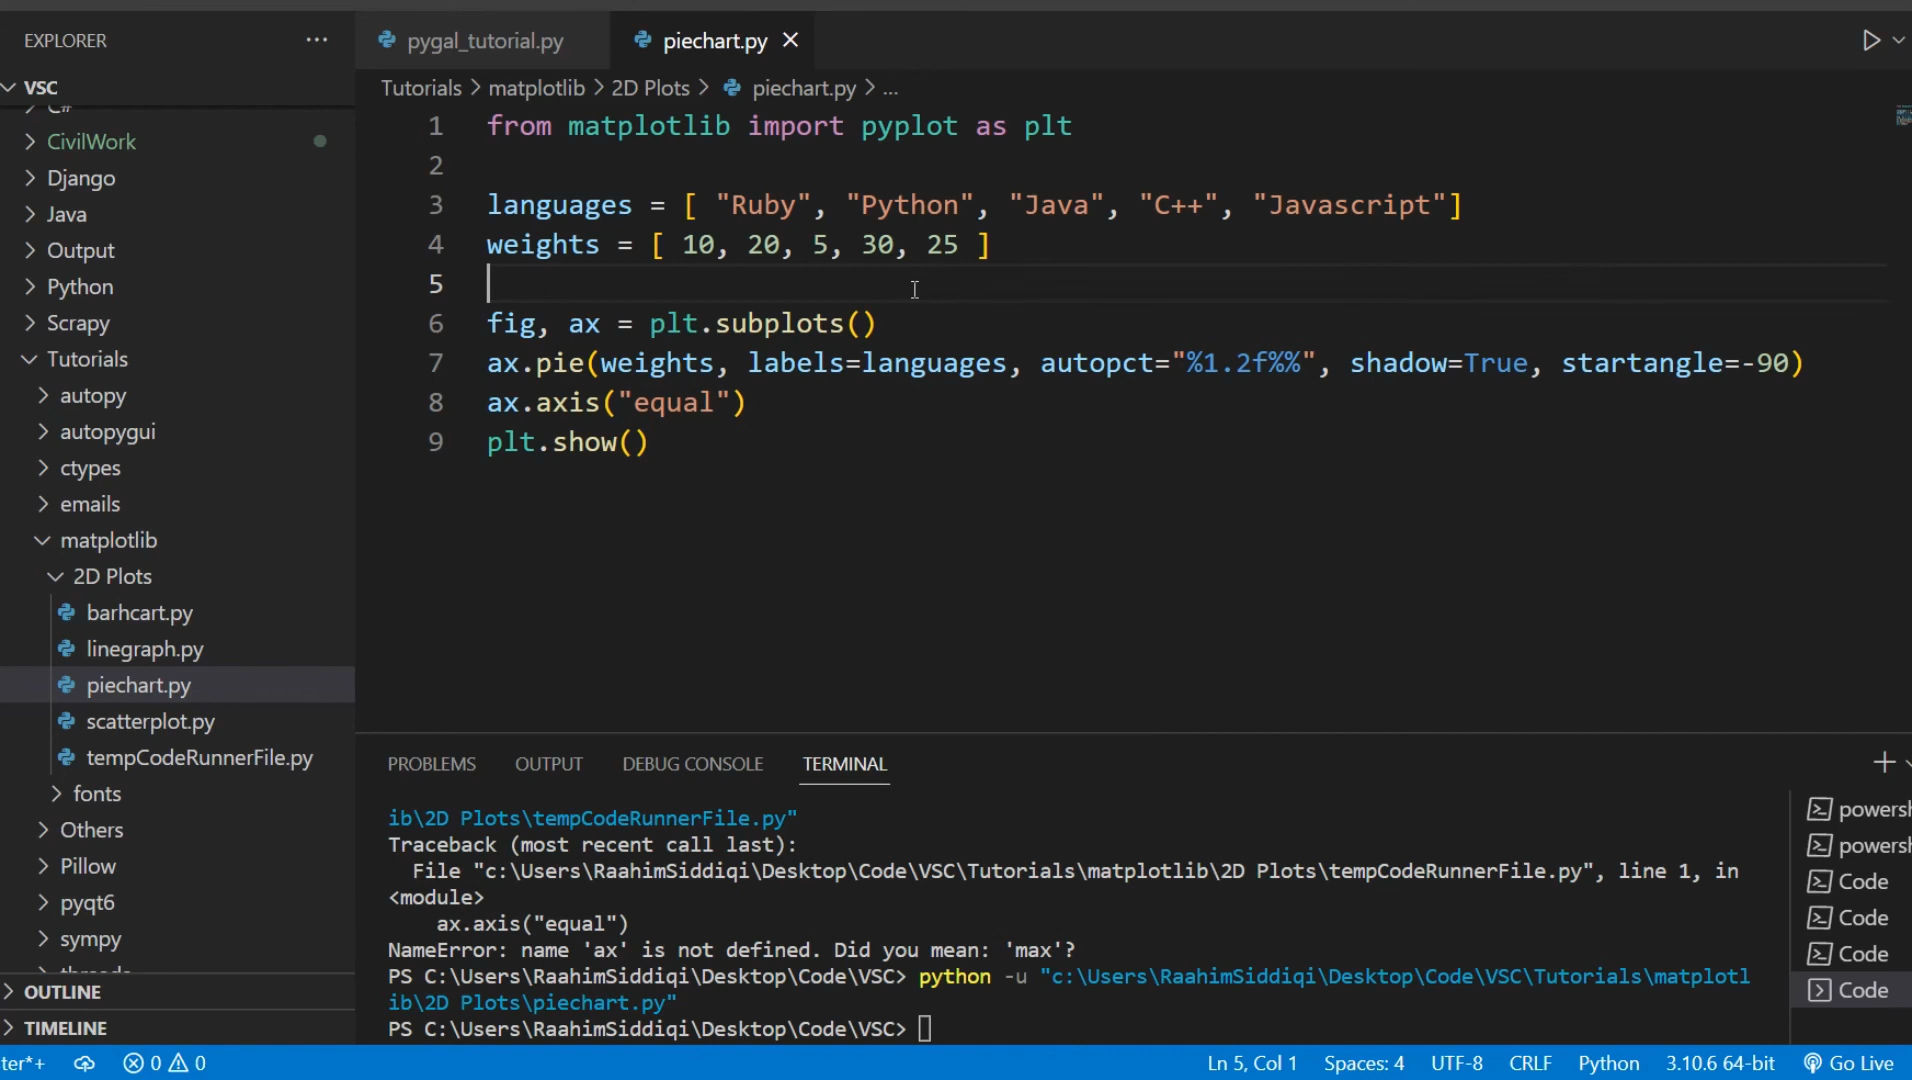 EXPLORER
VSC
C#
CivilWork
Django
Java
Output
Python
Scrapy
Tutorials
autopy
autopygui
ctypes
emails
matplotlib
2D Plots
barhcart.py
linegraph.py
piechart.py
scatterplot.py
tempCodeRunnerFile.py
fonts
Others
Pillow
pyqt6
sympy
OUTLINE
TIMELINE
pygal_tutorial.py
piechart.py
Tutorials > matplotlib > 2D Plots > piechart.py > ...
1 from matplotlib import pyplot as plt
2
3 languages = [ "Ruby", "Python", "Java", "C++", "Javascript"]
4 weights = [ 10, 20, 5, 30, 25 ]
5
6 fig, ax = plt.subplots()
7 ax.pie(weights, labels=languages, autopct="%1.2f%%", shadow=True, startangle=-90)
8 ax.axis("equal")
9 plt.show()
PROBLEMS OUTPUT DEBUG CONSOLE TERMINAL
ib\2D Plots\tempCodeRunnerFile.py"
Traceback (most recent call last):
File "c:\Users\RaahimSiddiqi\Desktop\Code\VSC\Tutorials\matplotlib\2D Plots\tempCodeRunnerFile.py", line 1, in
<module>
ax.axis("equal")
NameError: name 'ax' is not defined. Did you mean: 'max'?
PS C:\Users\RaahimSiddiqi\Desktop\Code\VSC> python -u "c:\Users\RaahimSiddiqi\Desktop\Code\VSC\Tutorials\matplotl
ib\2D Plots\piechart.py"
PS C:\Users\RaahimSiddiqi\Desktop\Code\VSC>
powersh
powersh
Code
Code
Code
Code
ter*+ 0 0 Ln 5, Col 1 Spaces: 4 UTF-8 CRLF Python 3.10.6 64-bit Go Live